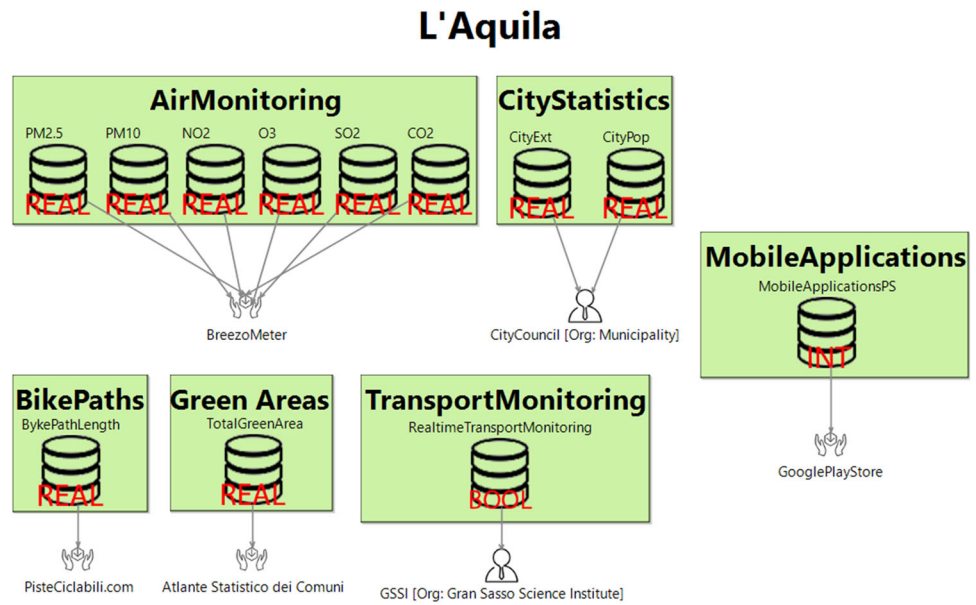 L'Aquila
AirMonitoring
PM2.5 PM10 NO2 O3 SO2 CO2
REAL REAL REAL REAL REAL REAL
BreezoMeter
CityStatistics
CityExt CityPop
REAL REAL
CityCouncil [Org: Municipality]
MobileApplications
MobileApplicationsPS
INT
GooglePlayStore
BikePaths
BykePathLength
REAL
PisteCiclabili.com
Green Areas
TotalGreenArea
REAL
Atlante Statistico dei Comuni
TransportMonitoring
RealtimeTransportMonitoring
BOOL
GSSI [Org: Gran Sasso Science Institute]